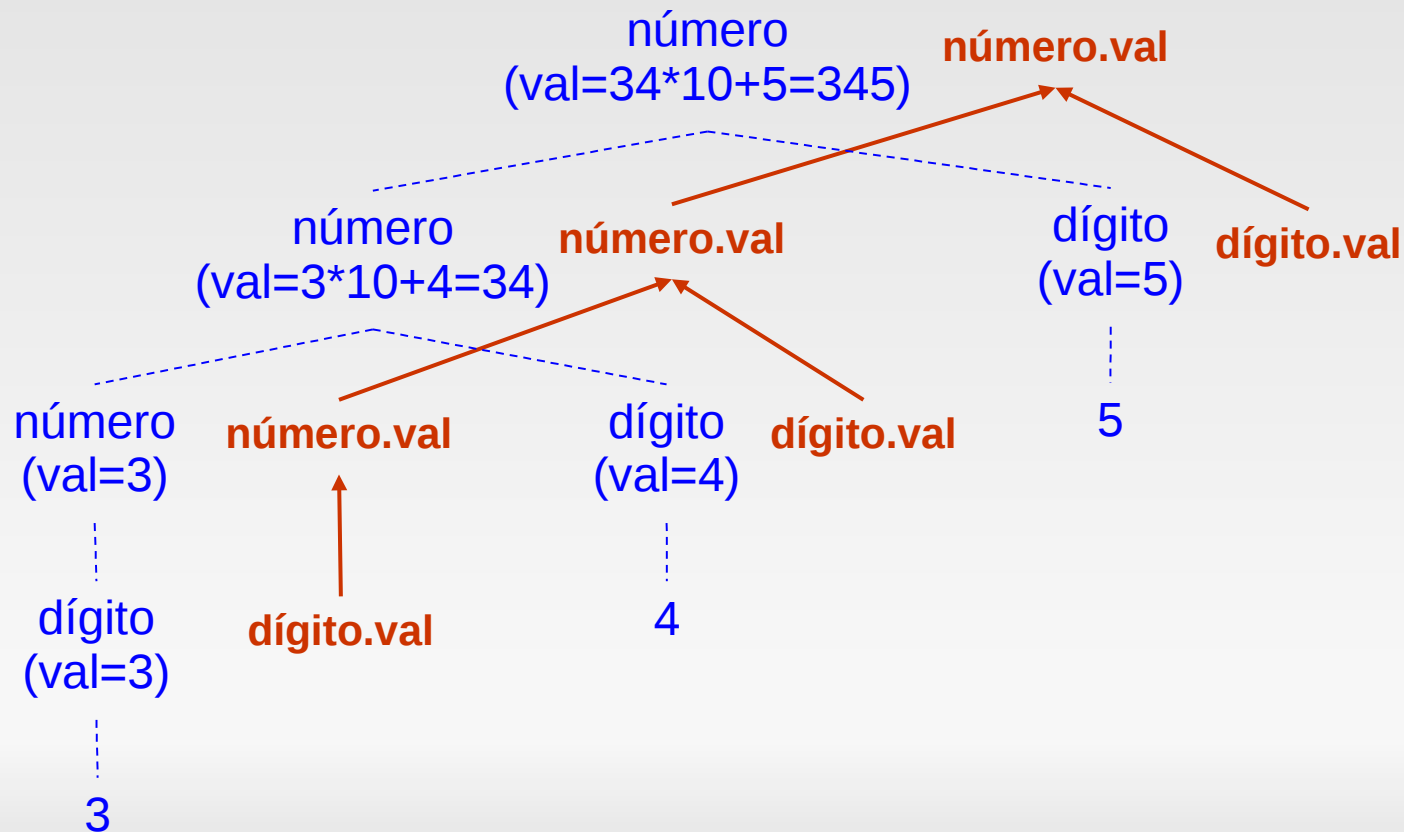 número
(val=34*10+5=345)
número.val
número
(val=3*10+4=34)
número.val
dígito
(val=5)
dígito.val
número
(val=3)
número.val
dígito
(val=4)
dígito.val
5
dígito
(val=3)
dígito.val
4
3